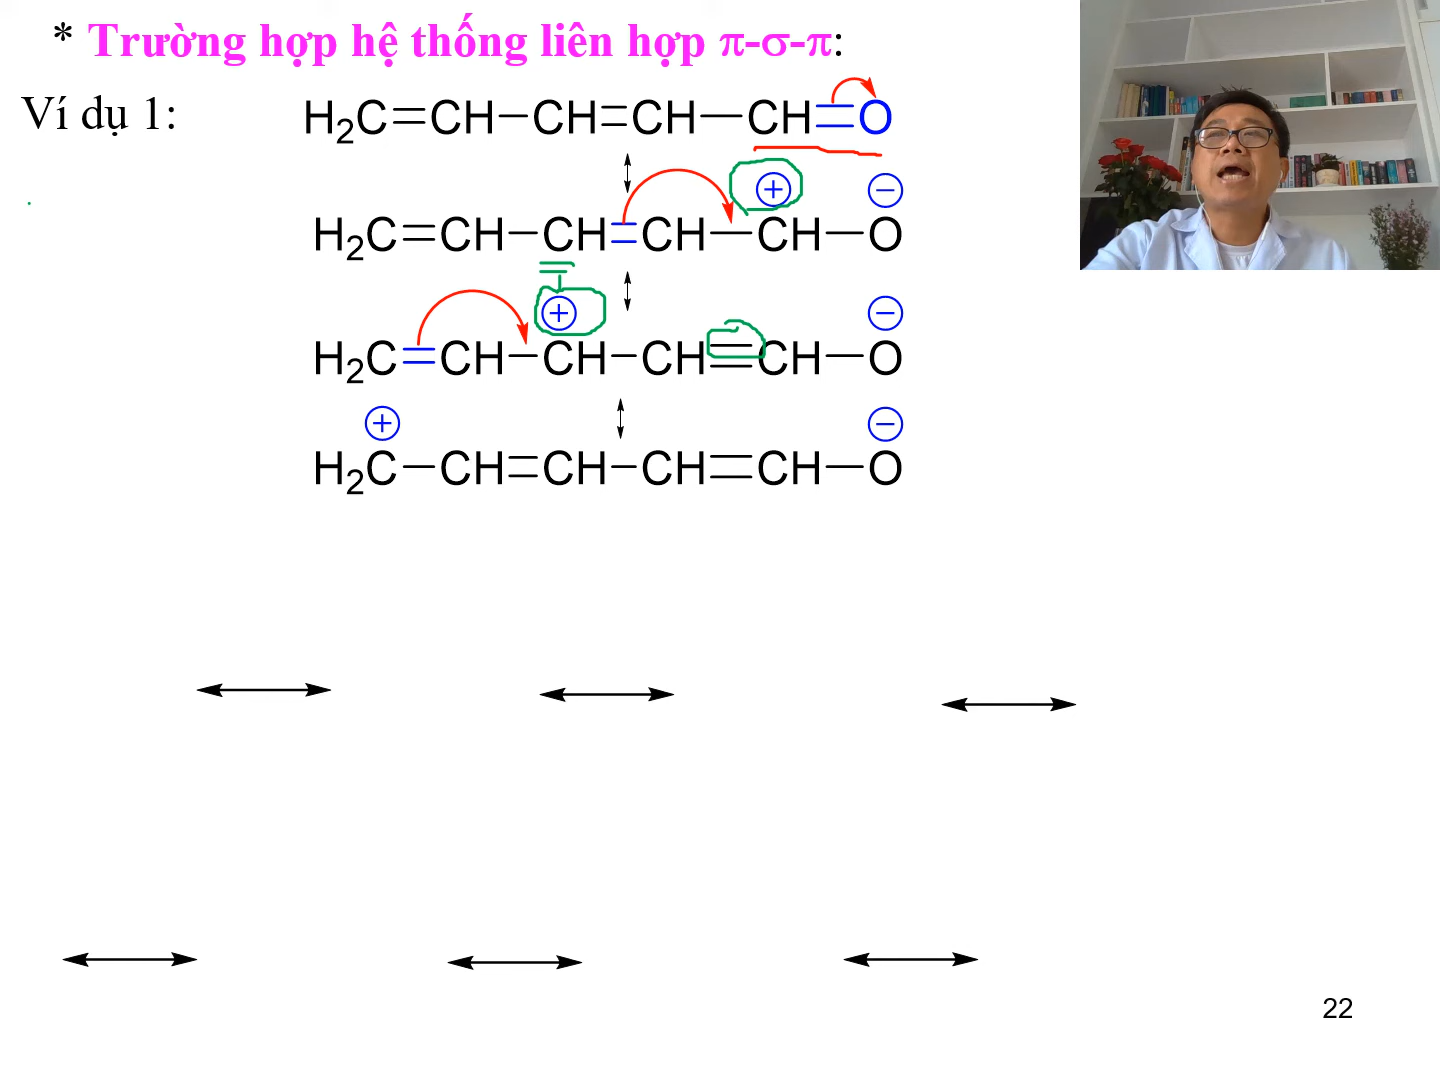 * Trường hợp hệ thống liên hợp π-σ-π:
Ví dụ 1:
H₂C=CH−CH=CH−CH=O
⊕ ⊖
H₂C=CH−CH=CH−CH−O
⊕ ⊖
H₂C=CH−CH−CH=CH−O
⊕ ⊖
H₂C−CH=CH−CH=CH−O
22